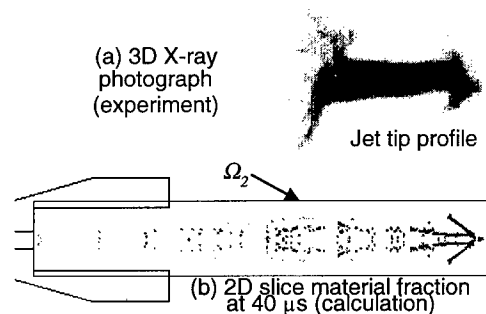 (a) 3D X-ray
photograph
(experiment)
Jet tip profile
Ω₂
(b) 2D slice material fraction
at 40 μs (calculation)